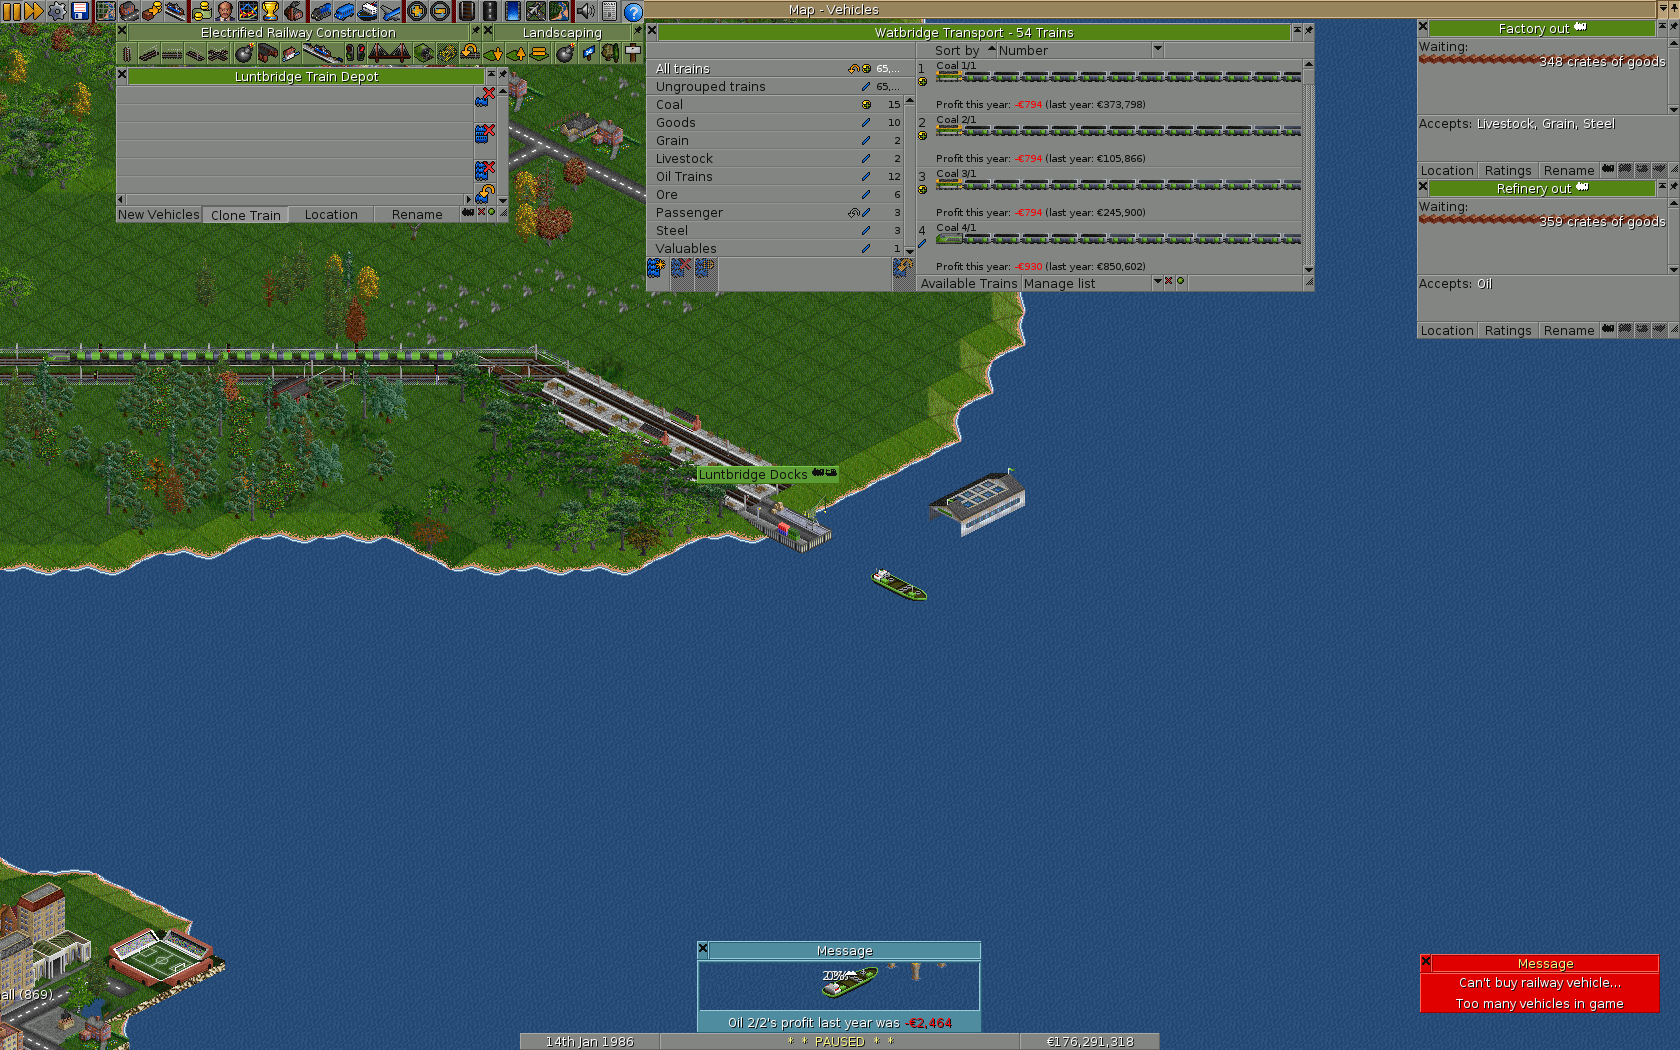 Map - Vehicles
Electrified Railway Construction
Landscaping
Luntbridge Train Depot
New Vehicles
Clone Train
Location
Rename
Watbridge Transport - 54 Trains
Sort by
Number
All trains 65,...
Ungrouped trains 65,...
Coal 15
Goods 10
Grain 2
Livestock 2
Oil Trains 12
Ore 6
Passenger 3
Steel 3
Valuables 1
1
Coal 1/1
Profit this year: -€794 (last year: €373,798)
2
Coal 2/1
Profit this year: -€794 (last year: €105,866)
3
Coal 3/1
Profit this year: -€794 (last year: €245,900)
4
Coal 4/1
Profit this year: -€930 (last year: €850,602)
Available Trains
Manage list
Factory out
Waiting:
348 crates of goods
Accepts: Livestock, Grain, Steel
Location
Ratings
Rename
Refinery out
Waiting:
359 crates of goods
Accepts: Oil
Location
Ratings
Rename
Luntbridge Docks
all (869)
Message
Oil 2/2's profit last year was -€2,464
Message
Can't buy railway vehicle...
Too many vehicles in game
14th Jan 1986
* * PAUSED * *
€176,291,318